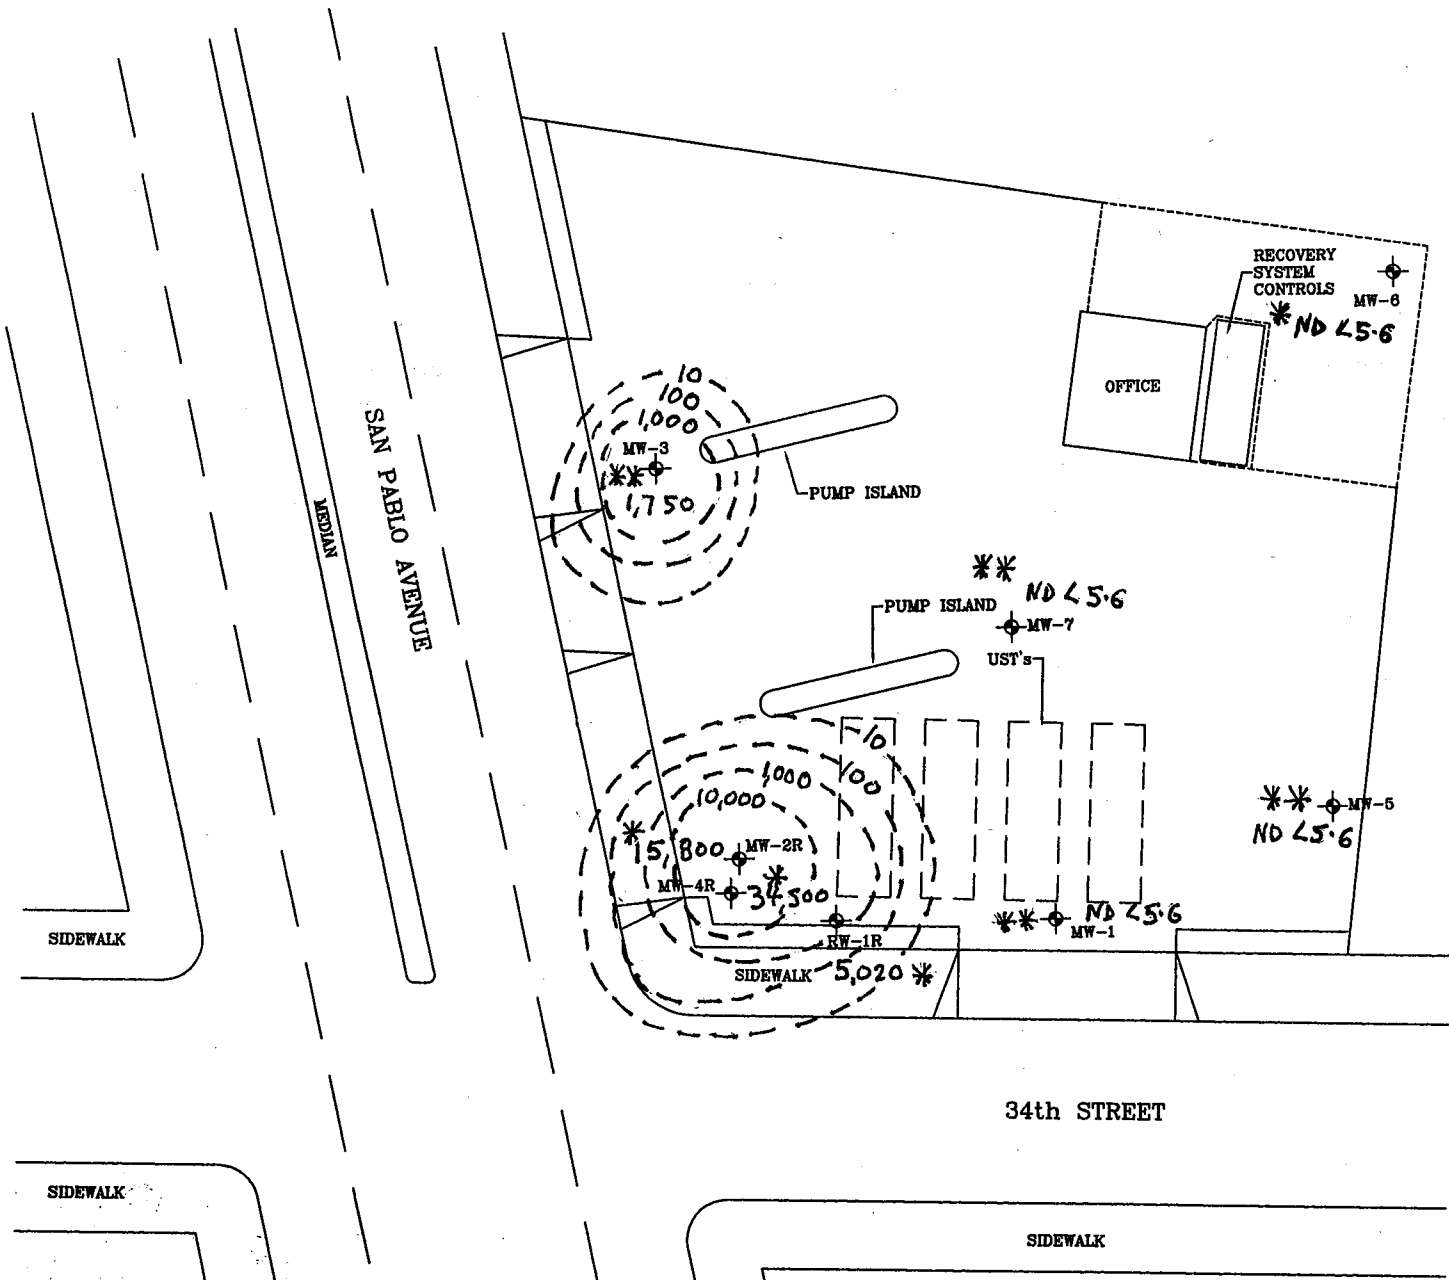 RECOVERY
SYSTEM
CONTROLS
MW-6
* ND <5.6
OFFICE
10
100
1,000
MW-3
**
1,750
PUMP ISLAND
SAN PABLO AVENUE
MEDIAN
**
ND <5.6
PUMP ISLAND
MW-7
UST's
10
1,000
100
10,000
*
15,800
MW-2R
MW-4R
*
34,500
** MW-5
ND <5.6
** ND <5.6
MW-1
RW-1R
SIDEWALK
5,020 *
SIDEWALK
34th STREET
SIDEWALK
SIDEWALK